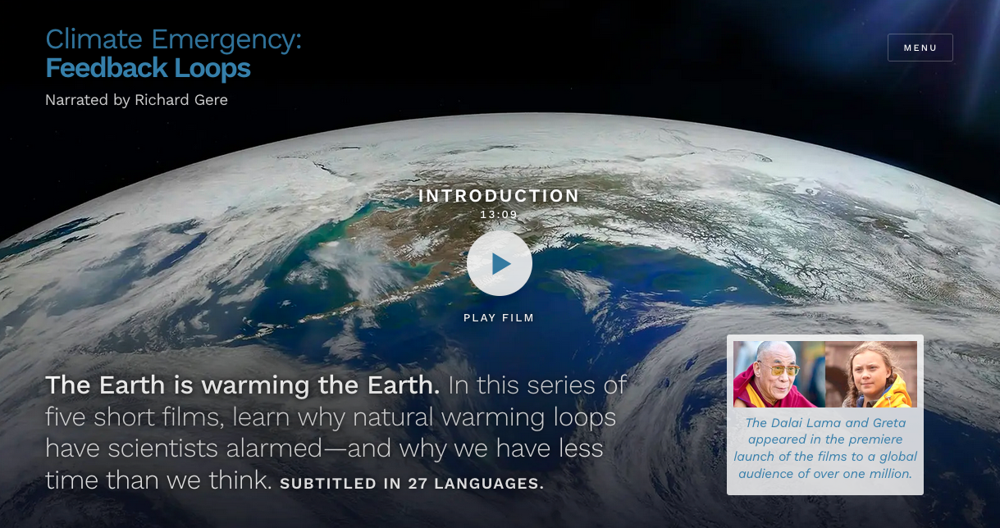 Climate Emergency:
Feedback Loops
Narrated by Richard Gere
MENU
INTRODUCTION
13:09
PLAY FILM
The Earth is warming the Earth. In this series of
five short films, learn why natural warming loops
have scientists alarmed—and why we have less
time than we think. SUBTITLED IN 27 LANGUAGES.
The Dalai Lama and Greta
appeared in the premiere
launch of the films to a global
audience of over one million.